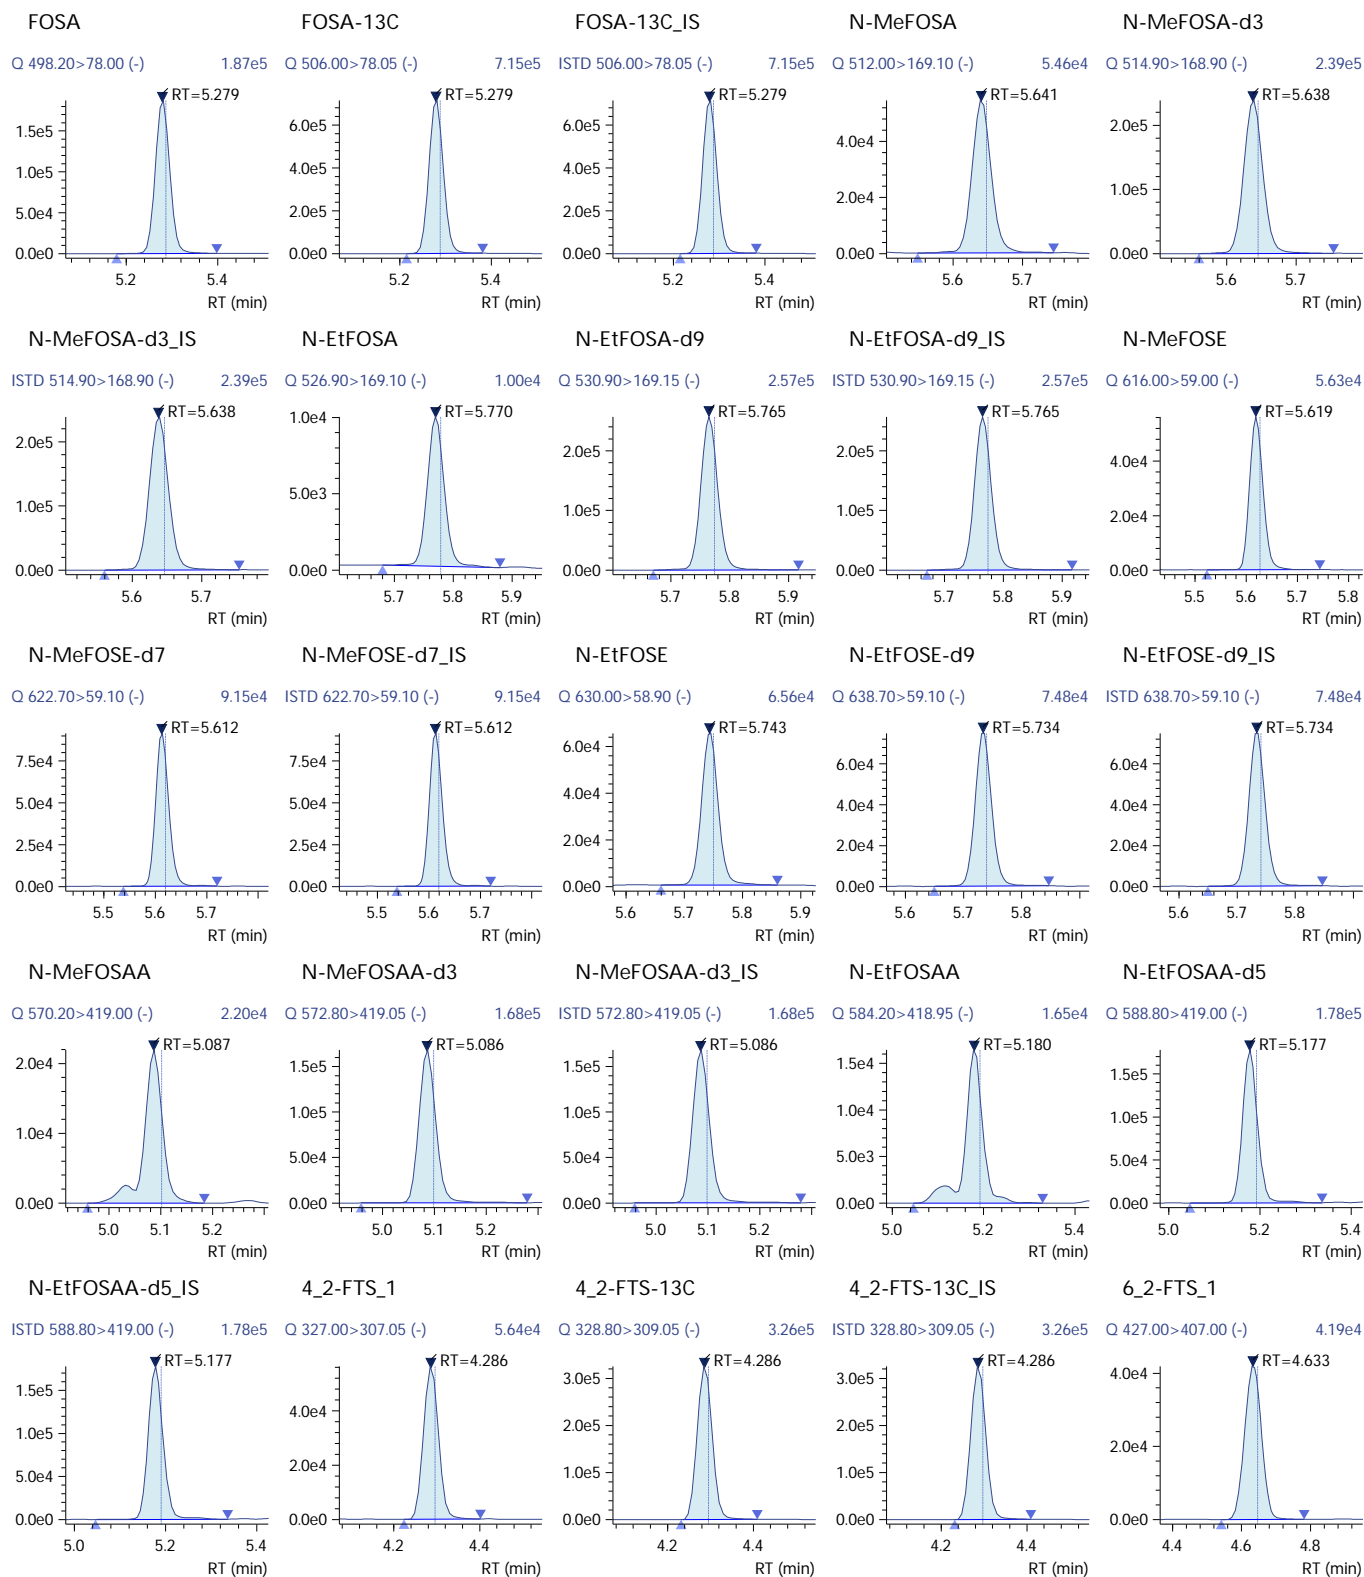 FOSA
Q 498.20>78.00 (-) 1.87e5
RT=5.279
1.5e5
1.0e5
5.0e4
0.0e0
5.2 5.4
RT (min)
FOSA-13C
Q 506.00>78.05 (-) 7.15e5
RT=5.279
6.0e5
4.0e5
2.0e5
0.0e0
5.2 5.4
RT (min)
FOSA-13C_IS
ISTD 506.00>78.05 (-) 7.15e5
RT=5.279
6.0e5
4.0e5
2.0e5
0.0e0
5.2 5.4
RT (min)
N-MeFOSA
Q 512.00>169.10 (-) 5.46e4
RT=5.641
4.0e4
2.0e4
0.0e0
5.6 5.7
RT (min)
N-MeFOSA-d3
Q 514.90>168.90 (-) 2.39e5
RT=5.638
2.0e5
1.0e5
0.0e0
5.6 5.7
RT (min)
N-MeFOSA-d3_IS
ISTD 514.90>168.90 (-) 2.39e5
RT=5.638
2.0e5
1.0e5
0.0e0
5.6 5.7
RT (min)
N-EtFOSA
Q 526.90>169.10 (-) 1.00e4
RT=5.770
1.0e4
5.0e3
0.0e0
5.7 5.8 5.9
RT (min)
N-EtFOSA-d9
Q 530.90>169.15 (-) 2.57e5
RT=5.765
2.0e5
1.0e5
0.0e0
5.7 5.8 5.9
RT (min)
N-EtFOSA-d9_IS
ISTD 530.90>169.15 (-) 2.57e5
RT=5.765
2.0e5
1.0e5
0.0e0
5.7 5.8 5.9
RT (min)
N-MeFOSE
Q 616.00>59.00 (-) 5.63e4
RT=5.619
4.0e4
2.0e4
0.0e0
5.5 5.6 5.7 5.8
RT (min)
N-MeFOSE-d7
Q 622.70>59.10 (-) 9.15e4
RT=5.612
7.5e4
5.0e4
2.5e4
0.0e0
5.5 5.6 5.7
RT (min)
N-MeFOSE-d7_IS
ISTD 622.70>59.10 (-) 9.15e4
RT=5.612
7.5e4
5.0e4
2.5e4
0.0e0
5.5 5.6 5.7
RT (min)
N-EtFOSE
Q 630.00>58.90 (-) 6.56e4
RT=5.743
6.0e4
4.0e4
2.0e4
0.0e0
5.6 5.7 5.8 5.9
RT (min)
N-EtFOSE-d9
Q 638.70>59.10 (-) 7.48e4
RT=5.734
6.0e4
4.0e4
2.0e4
0.0e0
5.6 5.7 5.8
RT (min)
N-EtFOSE-d9_IS
ISTD 638.70>59.10 (-) 7.48e4
RT=5.734
6.0e4
4.0e4
2.0e4
0.0e0
5.6 5.7 5.8
RT (min)
N-MeFOSAA
Q 570.20>419.00 (-) 2.20e4
RT=5.087
2.0e4
1.0e4
0.0e0
5.0 5.1 5.2
RT (min)
N-MeFOSAA-d3
Q 572.80>419.05 (-) 1.68e5
RT=5.086
1.5e5
1.0e5
5.0e4
0.0e0
5.0 5.1 5.2
RT (min)
N-MeFOSAA-d3_IS
ISTD 572.80>419.05 (-) 1.68e5
RT=5.086
1.5e5
1.0e5
5.0e4
0.0e0
5.0 5.1 5.2
RT (min)
N-EtFOSAA
Q 584.20>418.95 (-) 1.65e4
RT=5.180
1.5e4
1.0e4
5.0e3
0.0e0
5.0 5.2 5.4
RT (min)
N-EtFOSAA-d5
Q 588.80>419.00 (-) 1.78e5
RT=5.177
1.5e5
1.0e5
5.0e4
0.0e0
5.0 5.2 5.4
RT (min)
N-EtFOSAA-d5_IS
ISTD 588.80>419.00 (-) 1.78e5
RT=5.177
1.5e5
1.0e5
5.0e4
0.0e0
5.0 5.2 5.4
RT (min)
4_2-FTS_1
Q 327.00>307.05 (-) 5.64e4
RT=4.286
4.0e4
2.0e4
0.0e0
4.2 4.4
RT (min)
4_2-FTS-13C
Q 328.80>309.05 (-) 3.26e5
RT=4.286
3.0e5
2.0e5
1.0e5
0.0e0
4.2 4.4
RT (min)
4_2-FTS-13C_IS
ISTD 328.80>309.05 (-) 3.26e5
RT=4.286
3.0e5
2.0e5
1.0e5
0.0e0
4.2 4.4
RT (min)
6_2-FTS_1
Q 427.00>407.00 (-) 4.19e4
RT=4.633
4.0e4
2.0e4
0.0e0
4.4 4.6 4.8
RT (min)